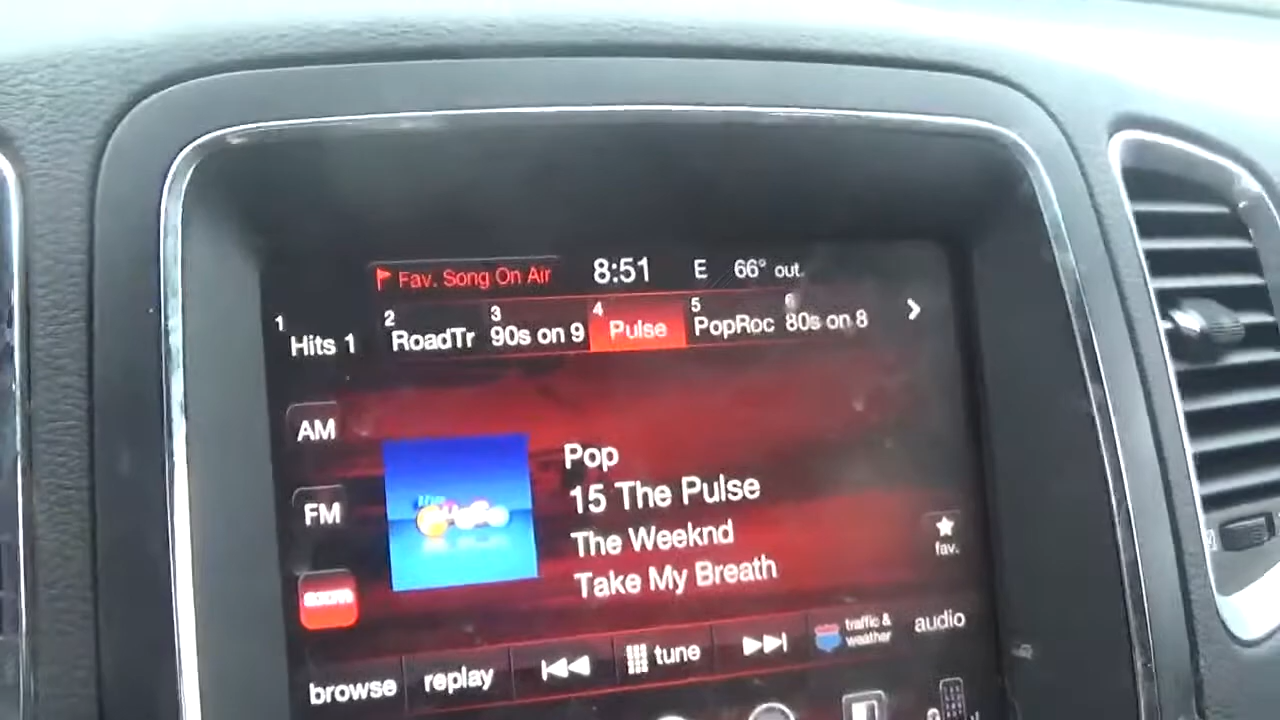 Fav. Song On Air 8:51 E 66° out.
1 Hits 1 2 RoadTr 3 90s on 9 4 Pulse 5 PopRoc 6 80s on 8
AM
FM
Pop
15 The Pulse
The Weeknd
Take My Breath
fav.
browse replay tune traffic & weather audio